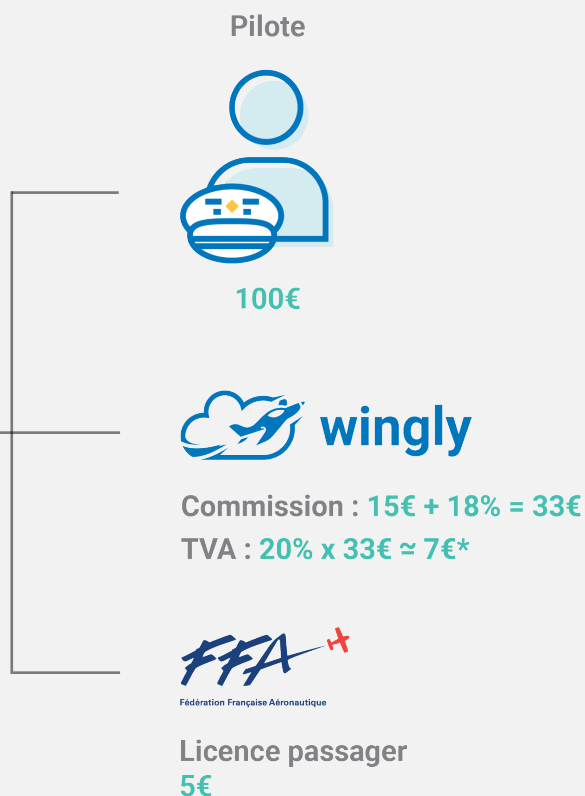 Pilote
100€
wingly
Commission : 15€ + 18% = 33€
TVA : 20% x 33€ ≃ 7€*
FFA
Fédération Française Aéronautique
Licence passager
5€